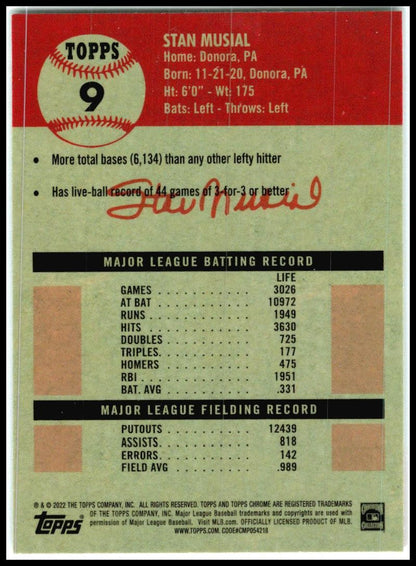 TOPPS
9
STAN MUSIAL
Home: Donora, PA
Born: 11-21-20, Donora, PA
Ht: 6'0" - Wt: 175
Bats: Left - Throws: Left
• More total bases (6,134) than any other lefty hitter
• Has live-ball record of 44 games of 3-for-3 or better
Stan Musial
MAJOR LEAGUE BATTING RECORD
LIFE
GAMES . . . . . . . . . . 3026
AT BAT . . . . . . . . . . 10972
RUNS . . . . . . . . . . 1949
HITS . . . . . . . . . . 3630
DOUBLES . . . . . . . . . . 725
TRIPLES. . . . . . . . . . 177
HOMERS . . . . . . . . . . 475
RBI . . . . . . . . . . 1951
BAT. AVG . . . . . . . . . . .331
MAJOR LEAGUE FIELDING RECORD
PUTOUTS . . . . . . . . . . 12439
ASSISTS . . . . . . . . . . 818
ERRORS . . . . . . . . . . 142
FIELD AVG . . . . . . . . . . .989
® & © 2022 THE TOPPS COMPANY, INC. ALL RIGHTS RESERVED. TOPPS AND TOPPS CHROME ARE REGISTERED TRADEMARKS
OF THE TOPPS COMPANY, INC. Major League Baseball trademarks and copyrights are used with
permission of Major League Baseball. Visit MLB.com. OFFICIALLY LICENSED PRODUCT OF MLB.
WWW.TOPPS.COM CODE#CMP054218
Topps